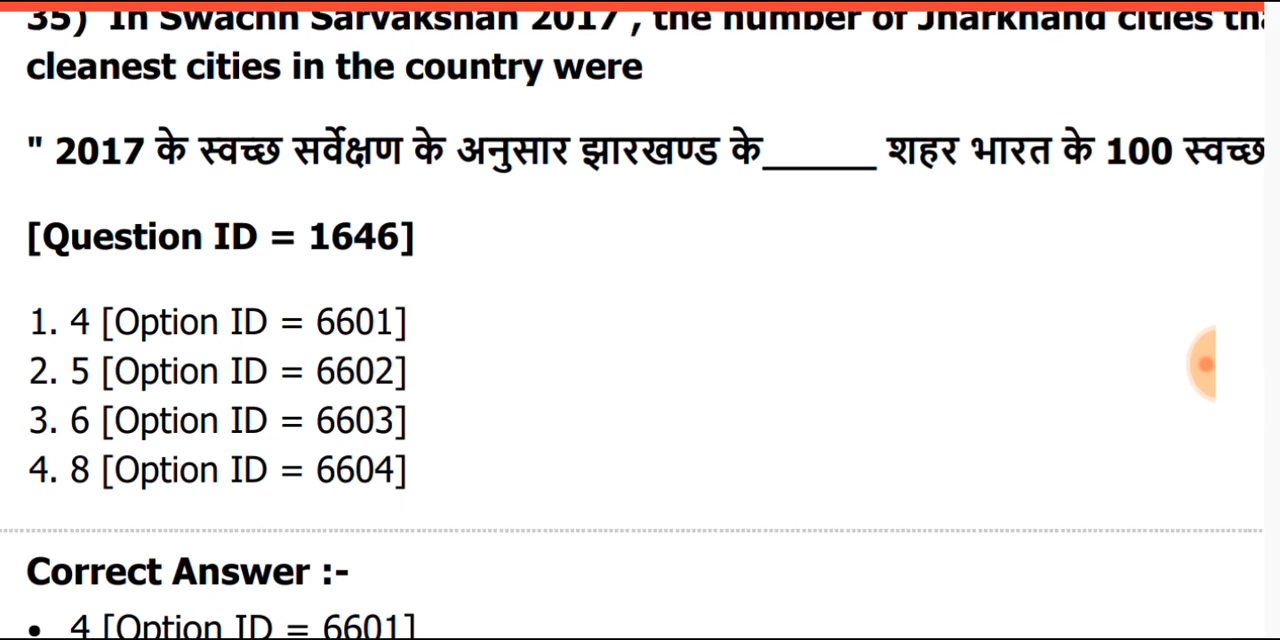 35) In Swachh Sarvakshan 2017 , the number of Jharkhand cities
cleanest cities in the country were
" 2017 के स्वच्छ सर्वेक्षण के अनुसार झारखण्ड के_____ शहर भारत के 100 स्वच्छ
[Question ID = 1646]
1. 4 [Option ID = 6601]
2. 5 [Option ID = 6602]
3. 6 [Option ID = 6603]
4. 8 [Option ID = 6604]
Correct Answer :-
• 4 [Option ID = 6601]